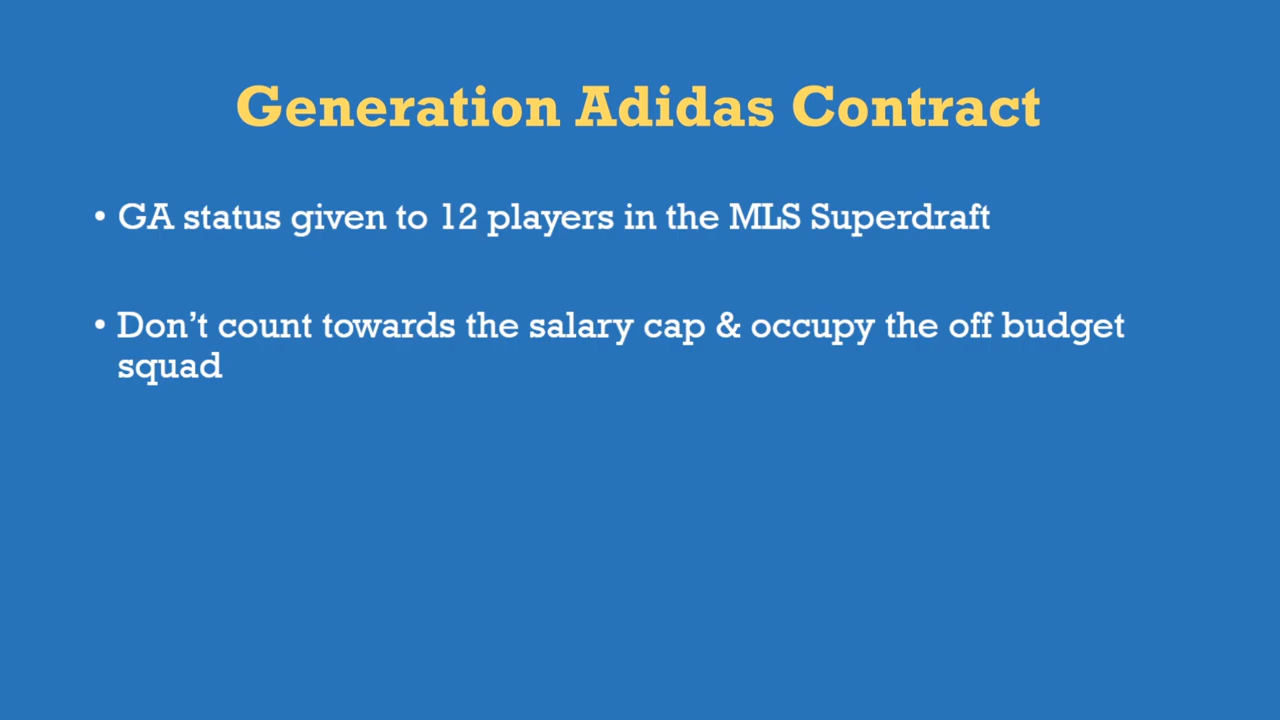 Generation Adidas Contract
• GA status given to 12 players in the MLS Superdraft
• Don’t count towards the salary cap & occupy the off budget
squad